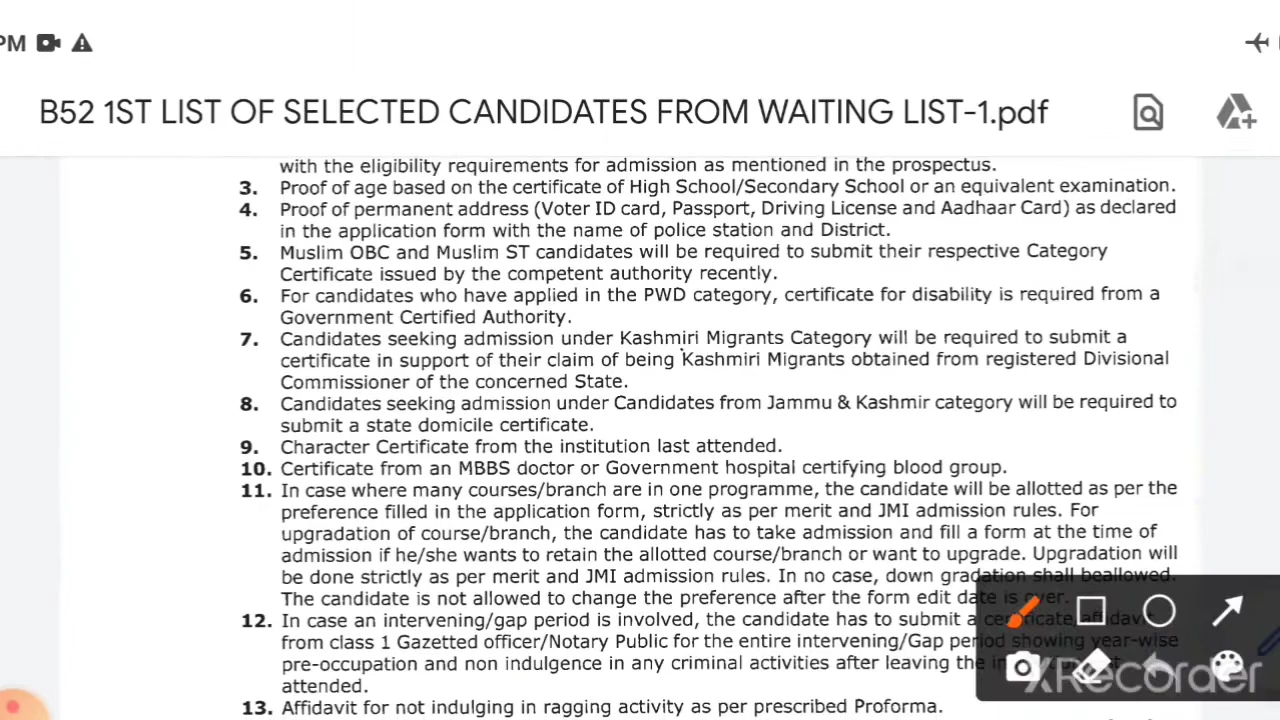 PM
B52 1ST LIST OF SELECTED CANDIDATES FROM WAITING LIST-1.pdf
with the eligibility requirements for admission as mentioned in the prospectus.
3. Proof of age based on the certificate of High School/Secondary School or an equivalent examination.
4. Proof of permanent address (Voter ID card, Passport, Driving License and Aadhaar Card) as declared
in the application form with the name of police station and District.
5. Muslim OBC and Muslim ST candidates will be required to submit their respective Category
Certificate issued by the competent authority recently.
6. For candidates who have applied in the PWD category, certificate for disability is required from a
Government Certified Authority.
7. Candidates seeking admission under Kashmiri Migrants Category will be required to submit a
certificate in support of their claim of being Kashmiri Migrants obtained from registered Divisional
Commissioner of the concerned State.
8. Candidates seeking admission under Candidates from Jammu & Kashmir category will be required to
submit a state domicile certificate.
9. Character Certificate from the institution last attended.
10. Certificate from an MBBS doctor or Government hospital certifying blood group.
11. In case where many courses/branch are in one programme, the candidate will be allotted as per the
preference filled in the application form, strictly as per merit and JMI admission rules. For
upgradation of course/branch, the candidate has to take admission and fill a form at the time of
admission if he/she wants to retain the allotted course/branch or want to upgrade. Upgradation will
be done strictly as per merit and JMI admission rules. In no case, down gradation shall beallowed.
The candidate is not allowed to change the preference after the form edit date is over.
12. In case an intervening/gap period is involved, the candidate has to submit a certificate/affidavit
from class 1 Gazetted officer/Notary Public for the entire intervening/Gap period showing year-wise
pre-occupation and non indulgence in any criminal activities after leaving the
attended.
13. Affidavit for not indulging in ragging activity as per prescribed Proforma.
XRecorder